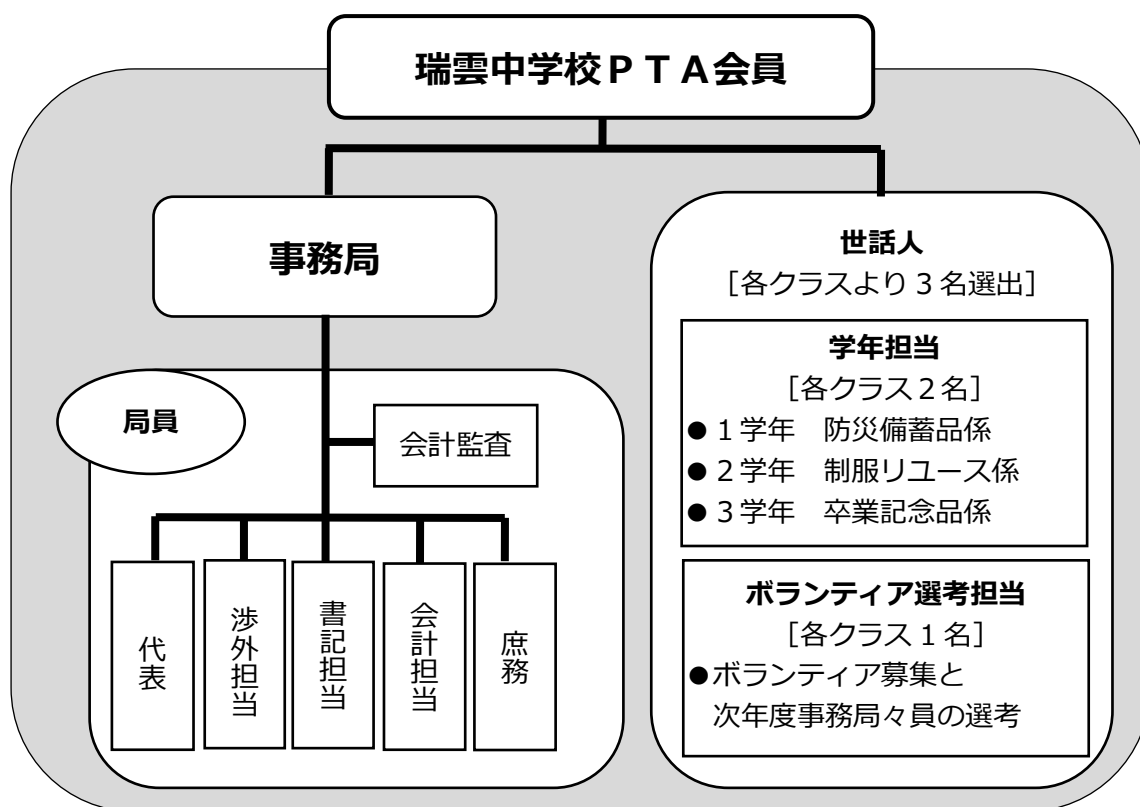 瑞雲中学校ＰＴＡ会員
事務局
局員
会計監査
代表
渉外担当
書記担当
会計担当
庶務
世話人
［各クラスより３名選出］
学年担当
［各クラス２名］
●１学年　防災備蓄品係
●２学年　制服リユース係
●３学年　卒業記念品係
ボランティア選考担当
［各クラス１名］
●ボランティア募集と
次年度事務局々員の選考